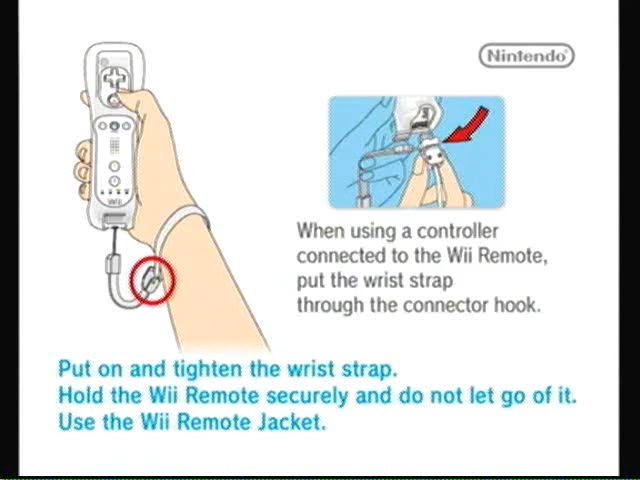 Nintendo®
When using a controller
connected to the Wii Remote,
put the wrist strap
through the connector hook.
Wii
Put on and tighten the wrist strap.
Hold the Wii Remote securely and do not let go of it.
Use the Wii Remote Jacket.